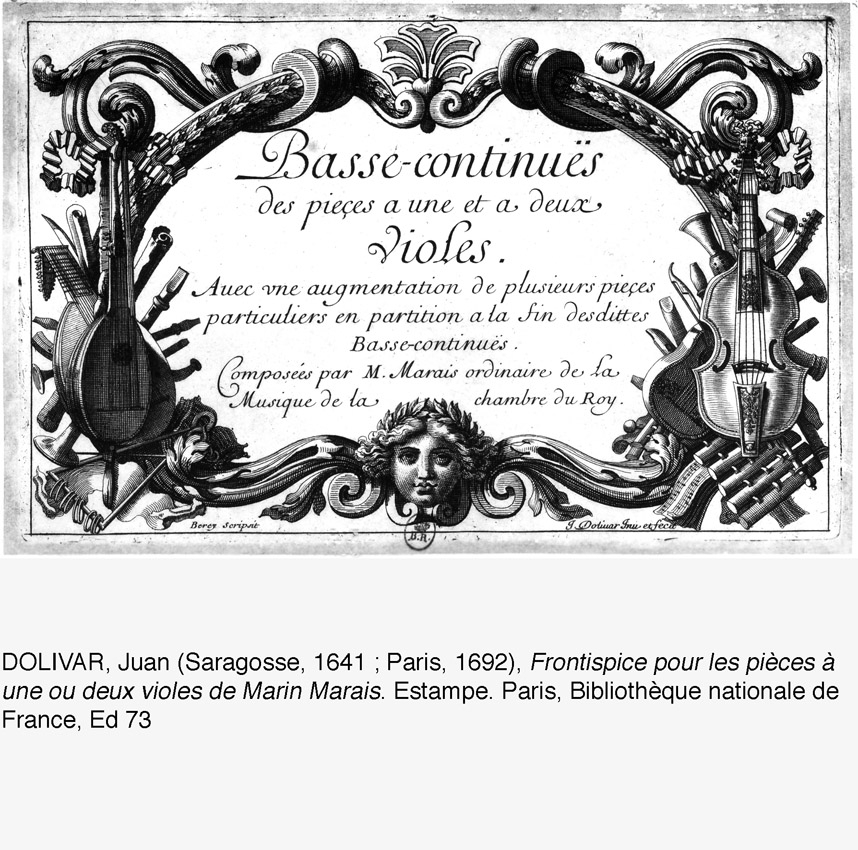 Basse-continuës
des pieçes a une et a deux
Violes.
Auec vne augmentation de plusieurs pieçes
particuliers en partition a la fin desdittes
Basse-continuës.
Composées par M. Marais ordinaire de la
Musique de la chambre du Roy.
Berey scripsit
J. Doliuar Inu et fecit
B.R.
DOLIVAR, Juan (Saragosse, 1641 ; Paris, 1692), Frontispice pour les pièces à
une ou deux violes de Marin Marais. Estampe. Paris, Bibliothèque nationale de
France, Ed 73